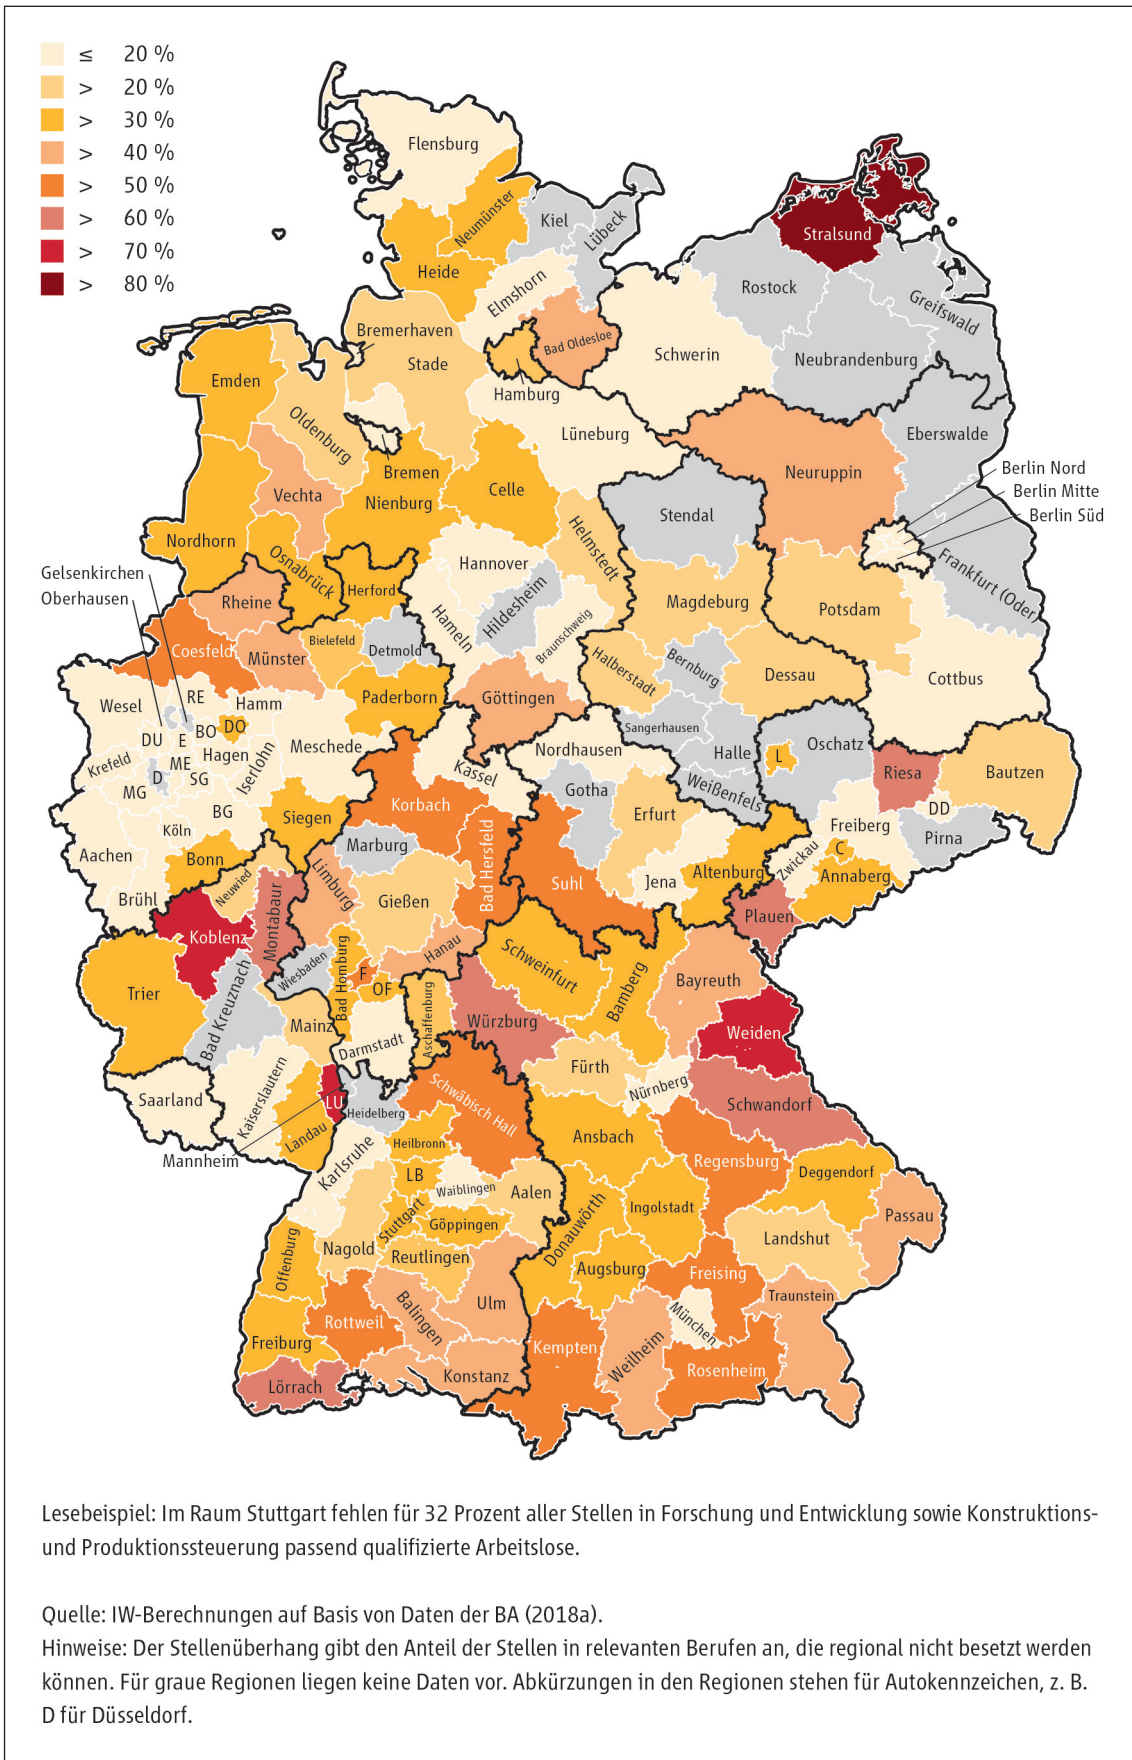 ≤ 20 %
> 20 %
> 30 %
> 40 %
> 50 %
> 60 %
> 70 %
> 80 %
Flensburg
Neumünster
Kiel
Lübeck
Heide
Elmshorn
Stralsund
Rostock
Greifswald
Bremerhaven
Bad Oldesloe
Schwerin
Neubrandenburg
Stade
Emden
Hamburg
Oldenburg
Lüneburg
Eberswalde
Bremen
Neuruppin
Berlin Nord
Berlin Mitte
Berlin Süd
Vechta
Nienburg
Celle
Stendal
Nordhorn
Helmstedt
Osnabrück
Hannover
Frankfurt (Oder)
Gelsenkirchen
Oberhausen
Herford
Rheine
Hildesheim
Magdeburg
Potsdam
Hameln
Braunschweig
Bielefeld
Detmold
Coesfeld
Münster
Halberstadt
Bernburg
Dessau
Cottbus
Paderborn
Göttingen
Wesel
RE
Hamm
DO
BO
DU
E
Hagen
Meschede
Sangerhausen
Halle
Oschatz
Nordhausen
Krefeld
ME
Iserlohn
D
SG
MG
Kassel
Weißenfels
L
Riesa
Bautzen
Gotha
Korbach
BG
Siegen
Erfurt
DD
Köln
Freiberg
Pirna
Marburg
Aachen
Bonn
Zwickau
C
Bad Hersfeld
Limburg
Neuwied
Suhl
Jena
Altenburg
Annaberg
Brühl
Gießen
Plauen
Koblenz
Montabaur
Hanau
Wiesbaden
Schweinfurt
Bad Homburg
F
OF
Bamberg
Bayreuth
Trier
Bad Kreuznach
Mainz
Aschaffenburg
Würzburg
Weiden
Darmstadt
Fürth
Nürnberg
Saarland
Kaiserslautern
LU
Heidelberg
Schwäbisch Hall
Schwandorf
Landau
Mannheim
Heilbronn
Ansbach
Karlsruhe
Regensburg
Deggendorf
LB
Waiblingen
Aalen
Donauwörth
Ingolstadt
Passau
Stuttgart
Göppingen
Landshut
Offenburg
Nagold
Reutlingen
Augsburg
Freising
Traunstein
Balingen
Ulm
Rottweil
München
Freiburg
Kempten
Weilheim
Rosenheim
Lörrach
Konstanz
Lesebeispiel: Im Raum Stuttgart fehlen für 32 Prozent aller Stellen in Forschung und Entwicklung sowie Konstruktions-
und Produktionssteuerung passend qualifizierte Arbeitslose.
Quelle: IW-Berechnungen auf Basis von Daten der BA (2018a).
Hinweise: Der Stellenüberhang gibt den Anteil der Stellen in relevanten Berufen an, die regional nicht besetzt werden
können. Für graue Regionen liegen keine Daten vor. Abkürzungen in den Regionen stehen für Autokennzeichen, z. B.
D für Düsseldorf.